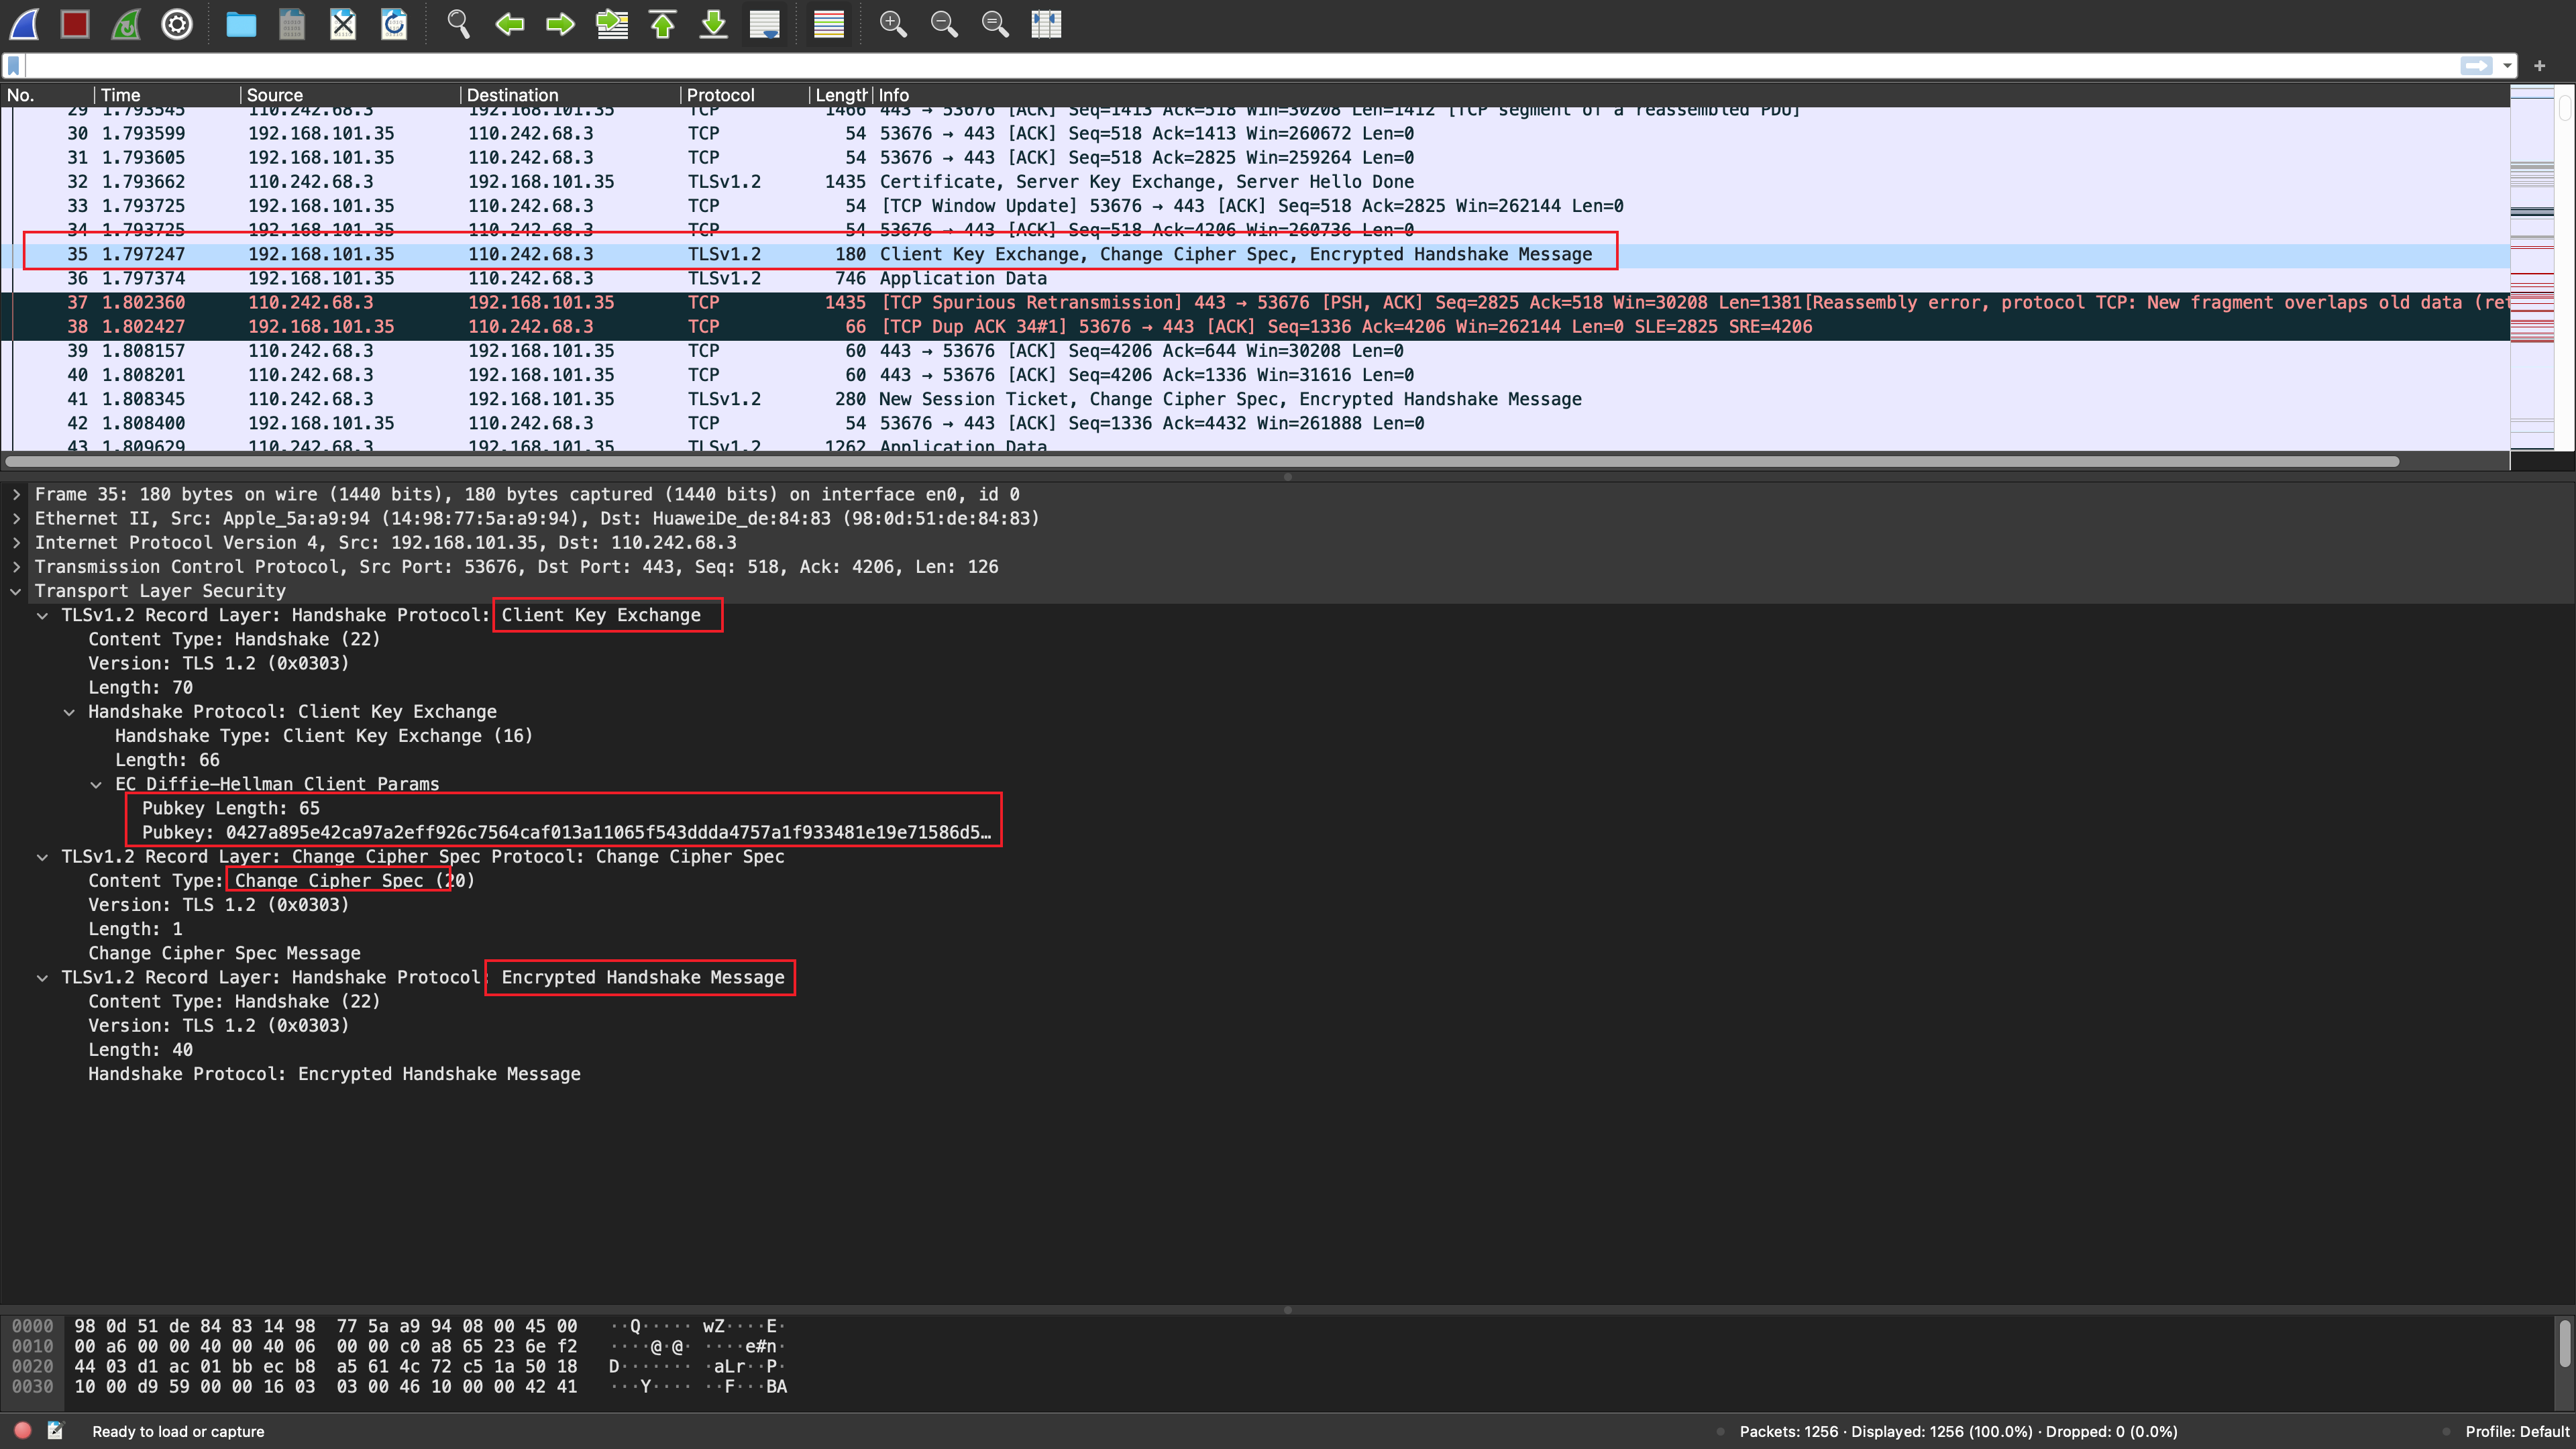 No. Time Source Destination Protocol Length Info
29 1.793545 110.242.68.3 192.168.101.35 TCP 1466 443 → 53676 [ACK] Seq=1413 Ack=518 Win=30208 Len=1412 [TCP segment of a reassembled PDU]
30 1.793599 192.168.101.35 110.242.68.3 TCP 54 53676 → 443 [ACK] Seq=518 Ack=1413 Win=260672 Len=0
31 1.793605 192.168.101.35 110.242.68.3 TCP 54 53676 → 443 [ACK] Seq=518 Ack=2825 Win=259264 Len=0
32 1.793662 110.242.68.3 192.168.101.35 TLSv1.2 1435 Certificate, Server Key Exchange, Server Hello Done
33 1.793725 192.168.101.35 110.242.68.3 TCP 54 [TCP Window Update] 53676 → 443 [ACK] Seq=518 Ack=2825 Win=262144 Len=0
34 1.793725 192.168.101.35 110.242.68.3 TCP 54 53676 → 443 [ACK] Seq=518 Ack=4206 Win=260736 Len=0
35 1.797247 192.168.101.35 110.242.68.3 TLSv1.2 180 Client Key Exchange, Change Cipher Spec, Encrypted Handshake Message
36 1.797374 192.168.101.35 110.242.68.3 TLSv1.2 746 Application Data
37 1.802360 110.242.68.3 192.168.101.35 TCP 1435 [TCP Spurious Retransmission] 443 → 53676 [PSH, ACK] Seq=2825 Ack=518 Win=30208 Len=1381[Reassembly error, protocol TCP: New fragment overlaps old data (ret
38 1.802427 192.168.101.35 110.242.68.3 TCP 66 [TCP Dup ACK 34#1] 53676 → 443 [ACK] Seq=1336 Ack=4206 Win=262144 Len=0 SLE=2825 SRE=4206
39 1.808157 110.242.68.3 192.168.101.35 TCP 60 443 → 53676 [ACK] Seq=4206 Ack=644 Win=30208 Len=0
40 1.808201 110.242.68.3 192.168.101.35 TCP 60 443 → 53676 [ACK] Seq=4206 Ack=1336 Win=31616 Len=0
41 1.808345 110.242.68.3 192.168.101.35 TLSv1.2 280 New Session Ticket, Change Cipher Spec, Encrypted Handshake Message
42 1.808400 192.168.101.35 110.242.68.3 TCP 54 53676 → 443 [ACK] Seq=1336 Ack=4432 Win=261888 Len=0
43 1.809629 110.242.68.3 192.168.101.35 TLSv1.2 1262 Application Data
Frame 35: 180 bytes on wire (1440 bits), 180 bytes captured (1440 bits) on interface en0, id 0
Ethernet II, Src: Apple_5a:a9:94 (14:98:77:5a:a9:94), Dst: HuaweiDe_de:84:83 (98:0d:51:de:84:83)
Internet Protocol Version 4, Src: 192.168.101.35, Dst: 110.242.68.3
Transmission Control Protocol, Src Port: 53676, Dst Port: 443, Seq: 518, Ack: 4206, Len: 126
Transport Layer Security
TLSv1.2 Record Layer: Handshake Protocol: Client Key Exchange
Content Type: Handshake (22)
Version: TLS 1.2 (0x0303)
Length: 70
Handshake Protocol: Client Key Exchange
Handshake Type: Client Key Exchange (16)
Length: 66
EC Diffie-Hellman Client Params
Pubkey Length: 65
Pubkey: 0427a895e42ca97a2eff926c7564caf013a11065f543ddda4757a1f933481e19e71586d5…
TLSv1.2 Record Layer: Change Cipher Spec Protocol: Change Cipher Spec
Content Type: Change Cipher Spec (20)
Version: TLS 1.2 (0x0303)
Length: 1
Change Cipher Spec Message
TLSv1.2 Record Layer: Handshake Protocol: Encrypted Handshake Message
Content Type: Handshake (22)
Version: TLS 1.2 (0x0303)
Length: 40
Handshake Protocol: Encrypted Handshake Message
0000 98 0d 51 de 84 83 14 98 77 5a a9 94 08 00 45 00 ··Q····· wZ····E·
0010 00 a6 00 00 40 00 40 06 00 00 c0 a8 65 23 6e f2 ····@·@· ····e#n·
0020 44 03 d1 ac 01 bb ec b8 a5 61 4c 72 c5 1a 50 18 D······· ·aLr··P·
0030 10 00 d9 59 00 00 16 03 03 00 46 10 00 00 42 41 ···Y···· ··F···BA
Ready to load or capture Packets: 1256 · Displayed: 1256 (100.0%) · Dropped: 0 (0.0%) Profile: Default